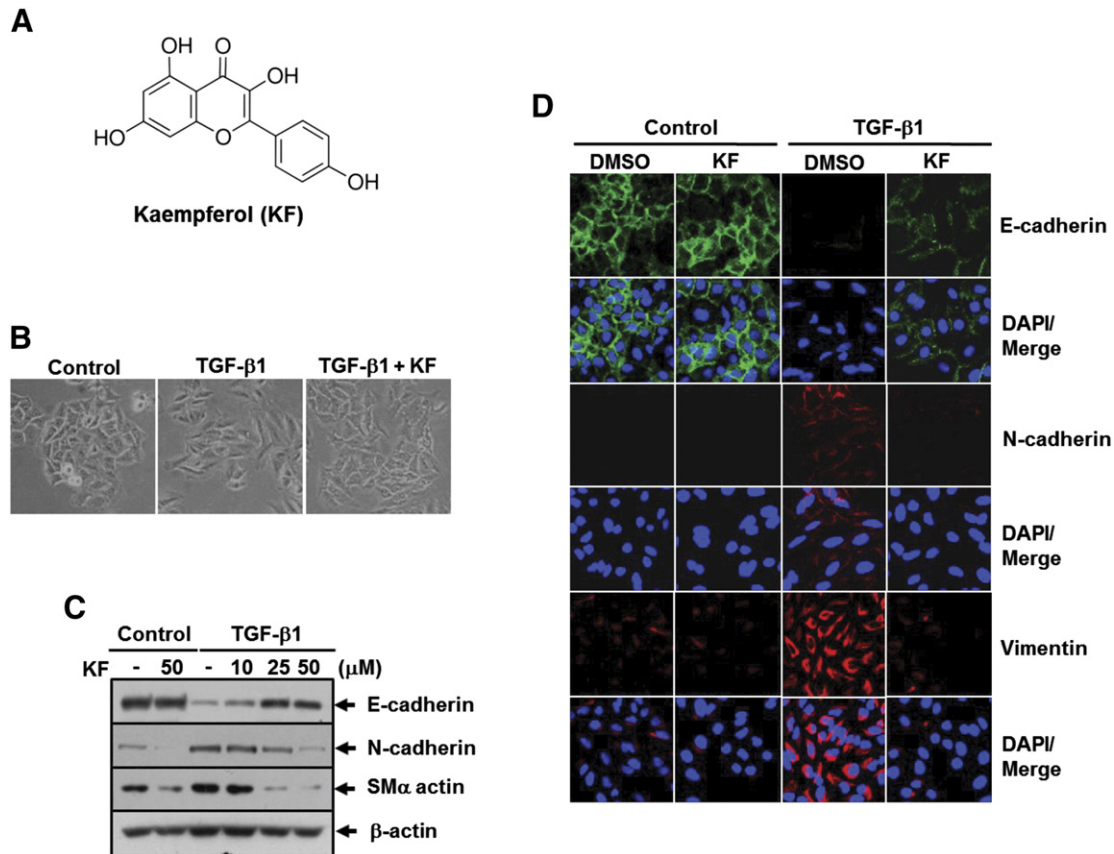 A
OH
O
OH
HO
O
OH
Kaempferol (KF)
B
Control TGF-β1 TGF-β1 + KF
C
Control TGF-β1
KF - 50 - 10 25 50 (μM)
E-cadherin
N-cadherin
SMα actin
β-actin
D
Control TGF-β1
DMSO KF DMSO KF
E-cadherin
DAPI/
Merge
N-cadherin
DAPI/
Merge
Vimentin
DAPI/
Merge